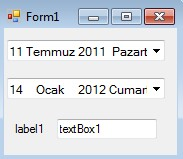 Form1
11 Temmuz 2011 Pazart
14 Ocak 2012 Cumar
label1 textBox1